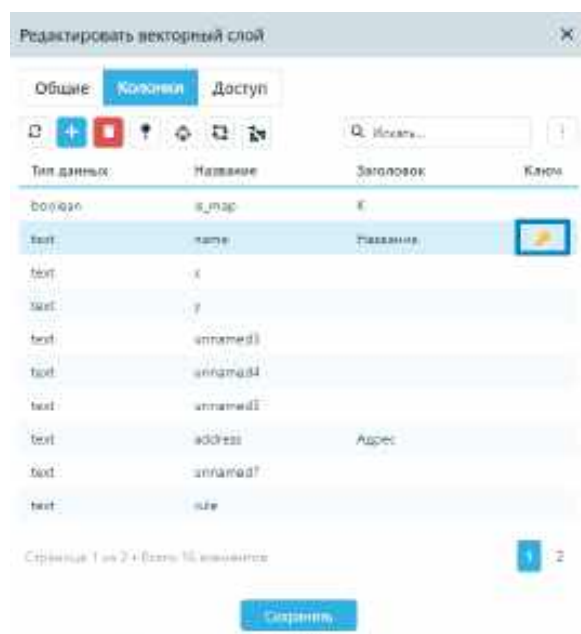 Редактировать векторный слой
Общие Колонки Доступ
Искать...
Тип данных Название Заголовок Ключ
boolean is_map К
text name Название
text x
text y
text unnamed3
text unnamed4
text unnamed5
text address Адрес
text unnamed7
text rule
Страница 1 из 2 • Всего 16 элементов
1 2
Сохранить